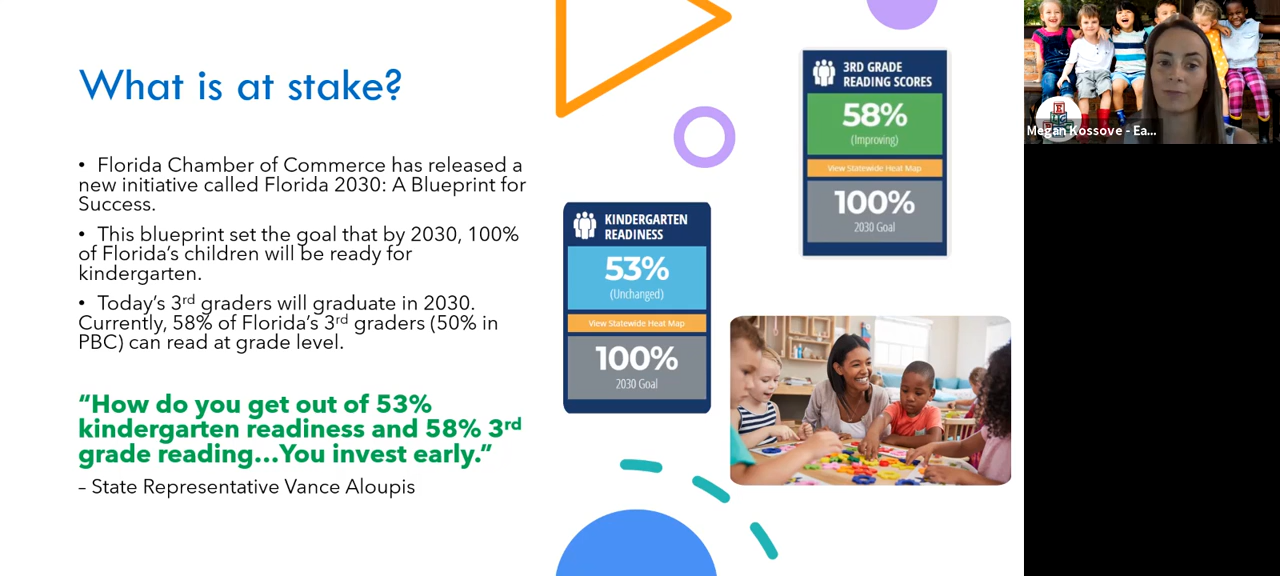 What is at stake?
• Florida Chamber of Commerce has released a
new initiative called Florida 2030: A Blueprint for
Success.
• This blueprint set the goal that by 2030, 100%
of Florida’s children will be ready for
kindergarten.
• Today’s 3rd graders will graduate in 2030.
Currently, 58% of Florida’s 3rd graders (50% in
PBC) can read at grade level.
“How do you get out of 53%
kindergarten readiness and 58% 3rd
grade reading…You invest early.”
– State Representative Vance Aloupis
KINDERGARTEN
READINESS
53%
(Unchanged)
View Statewide Heat Map
100%
2030 Goal
3RD GRADE
READING SCORES
58%
(Improving)
View Statewide Heat Map
100%
2030 Goal
Megan Kossove - Ea...